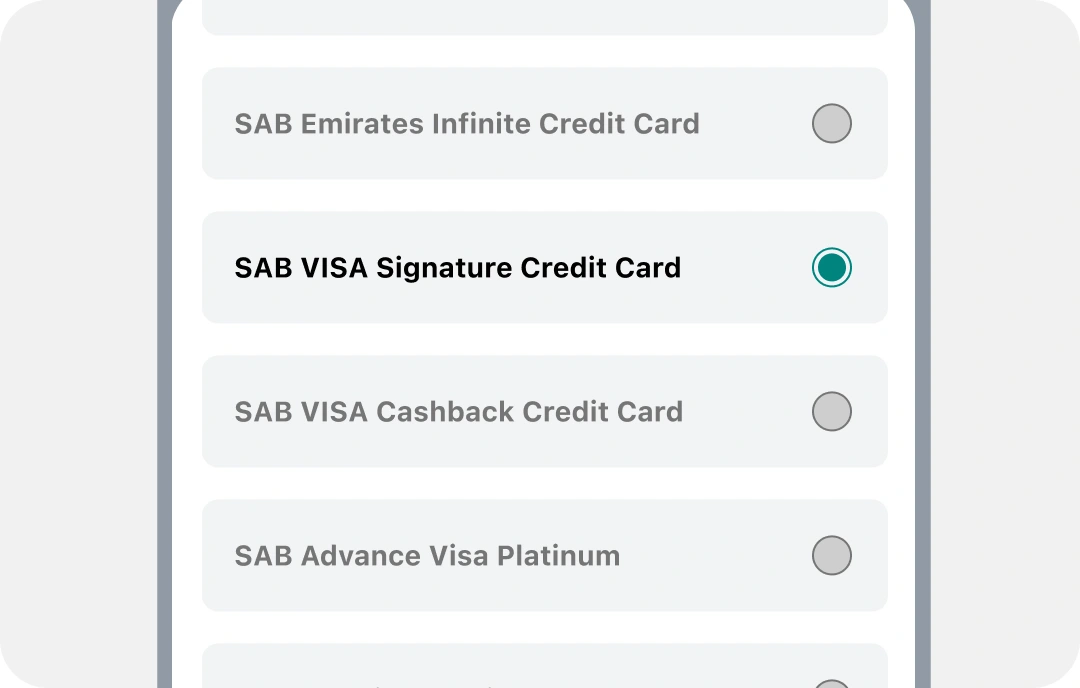 SAB Emirates Infinite Credit Card
SAB VISA Signature Credit Card
SAB VISA Cashback Credit Card
SAB Advance Visa Platinum